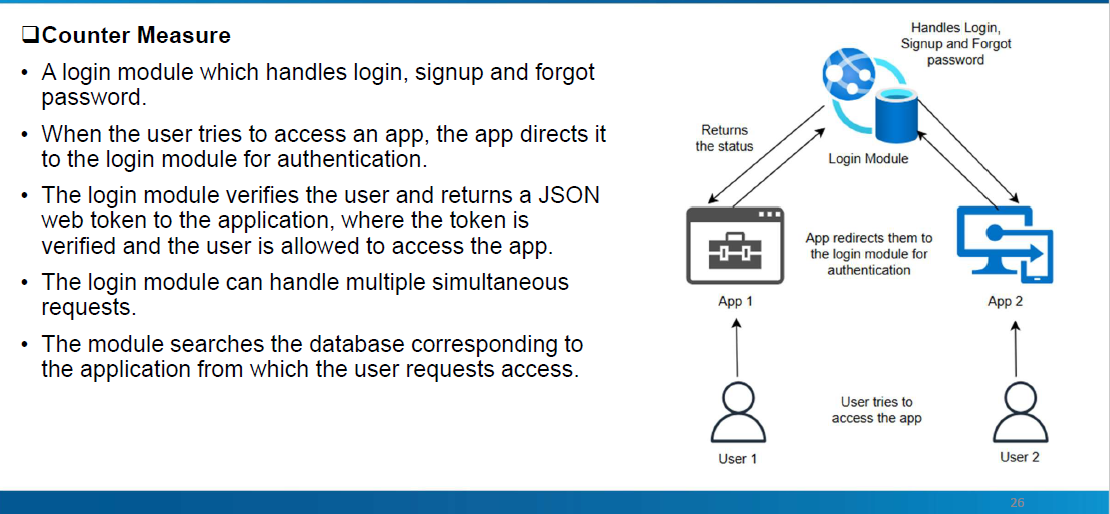 ❑Counter Measure
• A login module which handles login, signup and forgot
password.
• When the user tries to access an app, the app directs it
to the login module for authentication.
• The login module verifies the user and returns a JSON
web token to the application, where the token is
verified and the user is allowed to access the app.
• The login module can handle multiple simultaneous
requests.
• The module searches the database corresponding to
the application from which the user requests access.
Handles Login,
Signup and Forgot
password
Returns
the status
Login Module
App redirects them to
the login module for
authentication
App 1
App 2
User tries to
access the app
User 1
User 2
26